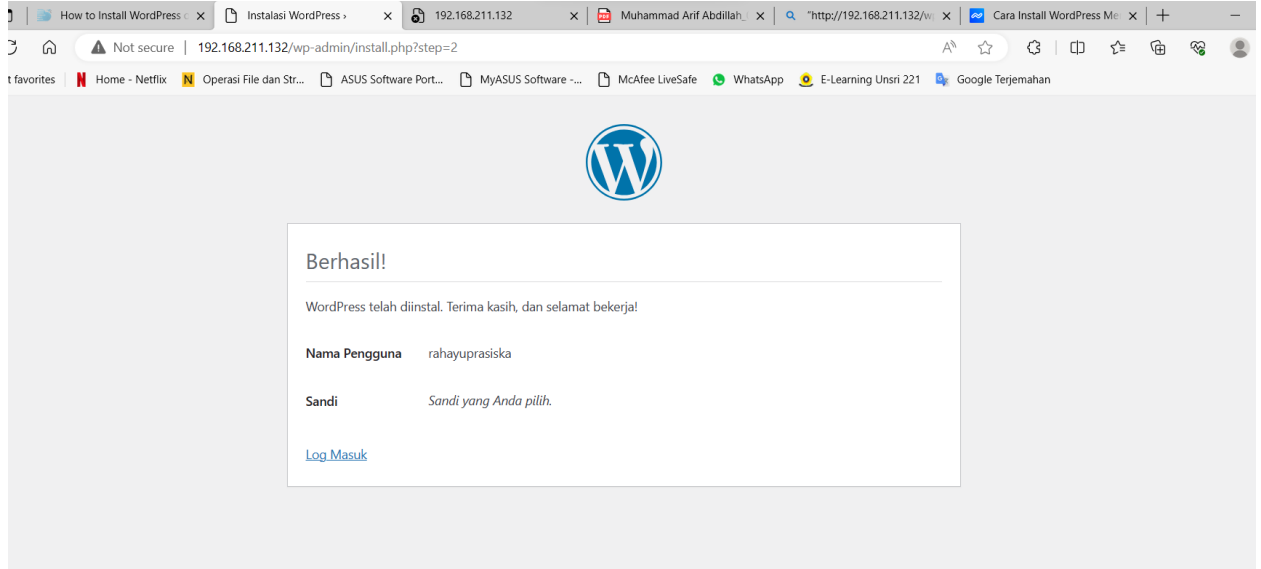 How to Install WordPress
Instalasi WordPress ›
192.168.211.132
Muhammad Arif Abdillah_
"http://192.168.211.132/w
Cara Install WordPress Me
Not secure | 192.168.211.132/wp-admin/install.php?step=2
t favorites
Home - Netflix
Operasi File dan Str...
ASUS Software Port...
MyASUS Software -...
McAfee LiveSafe
WhatsApp
E-Learning Unsri 221
Google Terjemahan
Berhasil!
WordPress telah diinstal. Terima kasih, dan selamat bekerja!
Nama Pengguna rahayuprasiska
Sandi Sandi yang Anda pilih.
Log Masuk